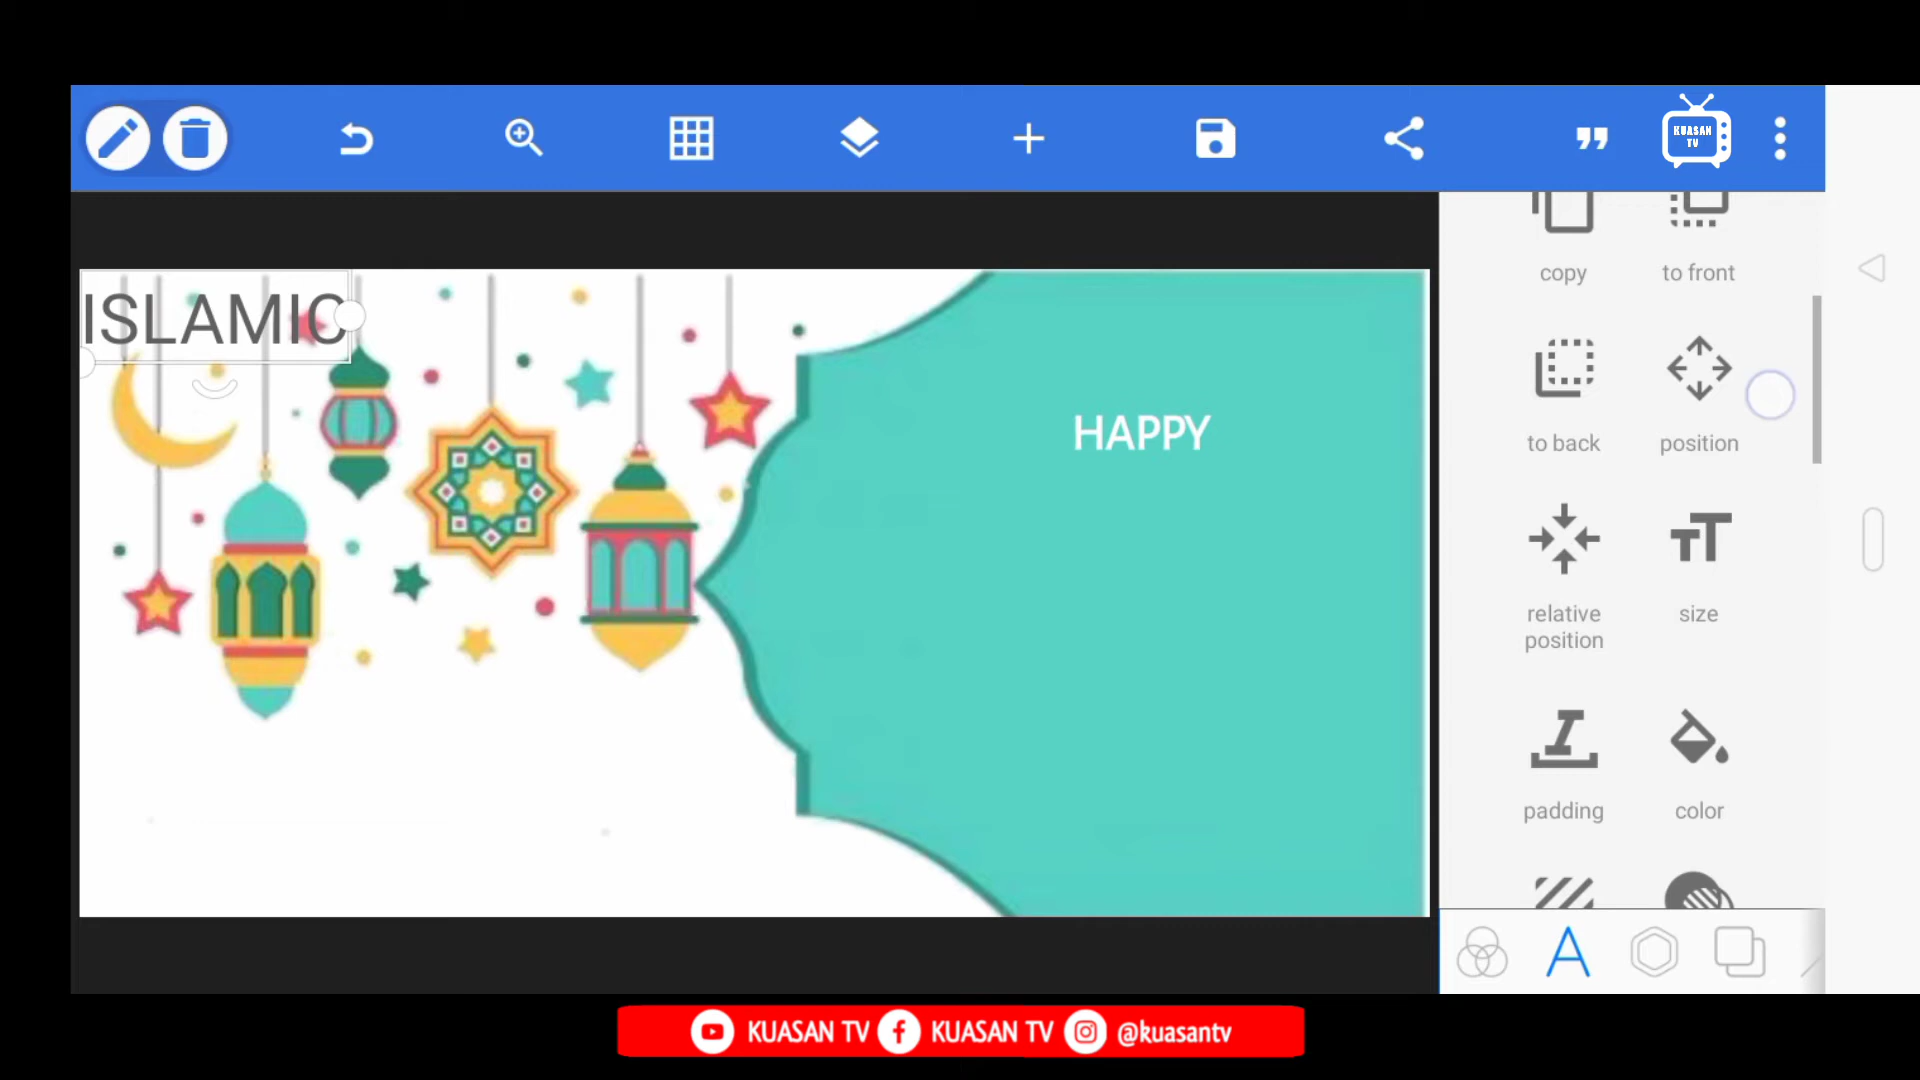 KUASAN
TV
copy
to front
ISLAMIC
HAPPY
to back
position
relative
position
size
padding
color
KUASAN TV
KUASAN TV
@kuasantv